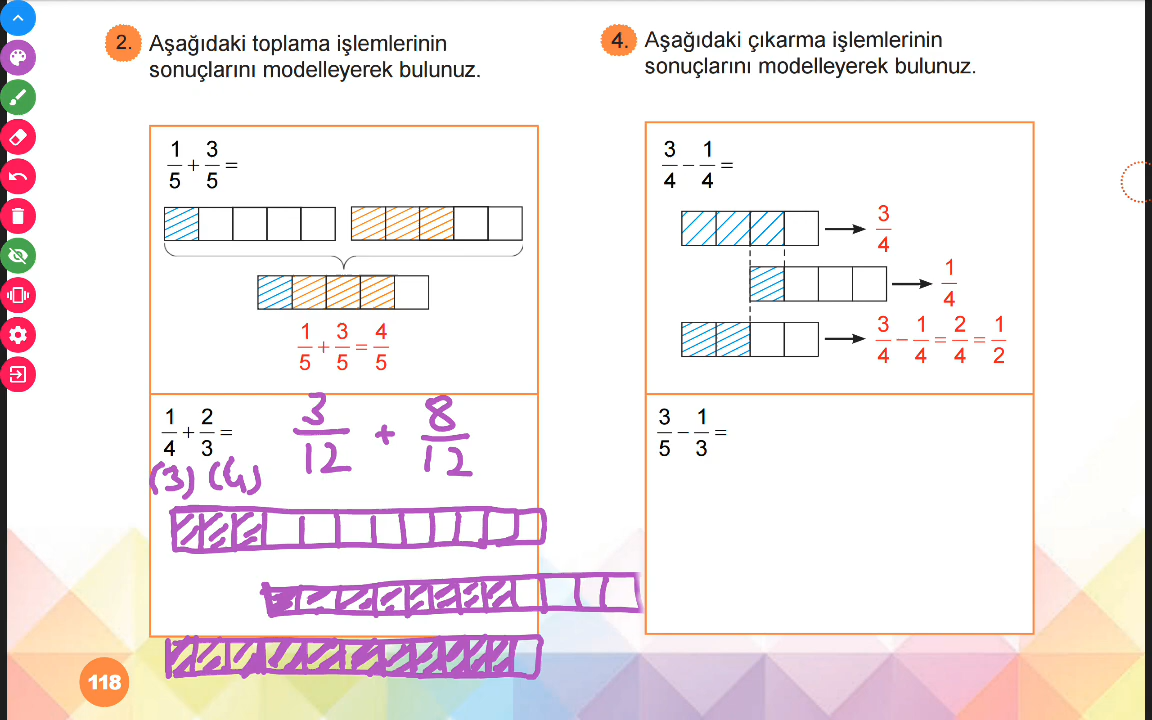 2. Aşağıdaki toplama işlemlerinin
sonuçlarını modelleyerek bulunuz.
1/5 + 3/5 =
1/5 + 3/5 = 4/5
1/4 + 2/3 = 3/12 + 8/12
(3) (4)
4. Aşağıdaki çıkarma işlemlerinin
sonuçlarını modelleyerek bulunuz.
3/4 − 1/4 =
3/4
1/4
3/4 − 1/4 = 2/4 = 1/2
3/5 − 1/3 =
118